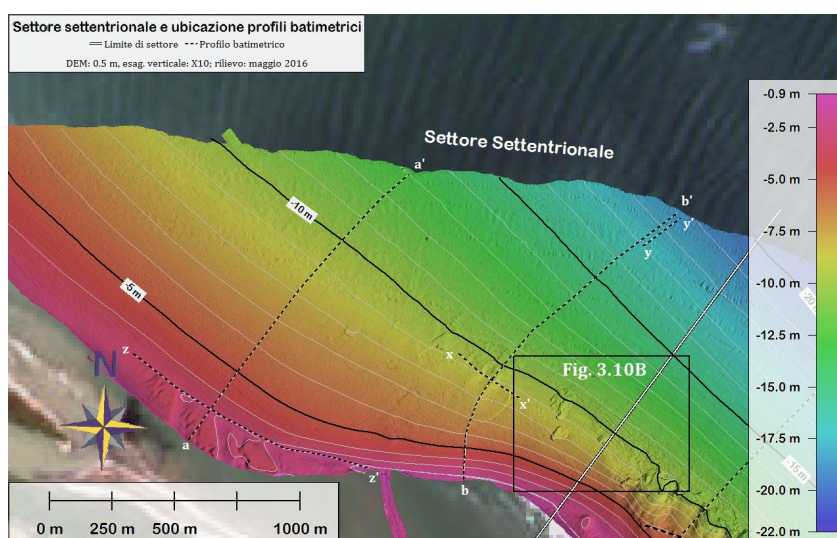 Settore settentrionale e ubicazione profili batimetrici
Limite di settore Profilo batimetrico
DEM: 0.5 m, esag. verticale: X10; rilievo: maggio 2016
Settore Settentrionale
a'
b'
y'
y
-10 m
-5 m
z
x
x'
Fig. 3.10B
N
a
z'
b
0 m 250 m 500 m 1000 m
-0.9 m
-2.5 m
-5.0 m
-7.5 m
-10.0 m
-12.5 m
-15.0 m
-17.5 m
-20.0 m
-22.0 m
-15 m